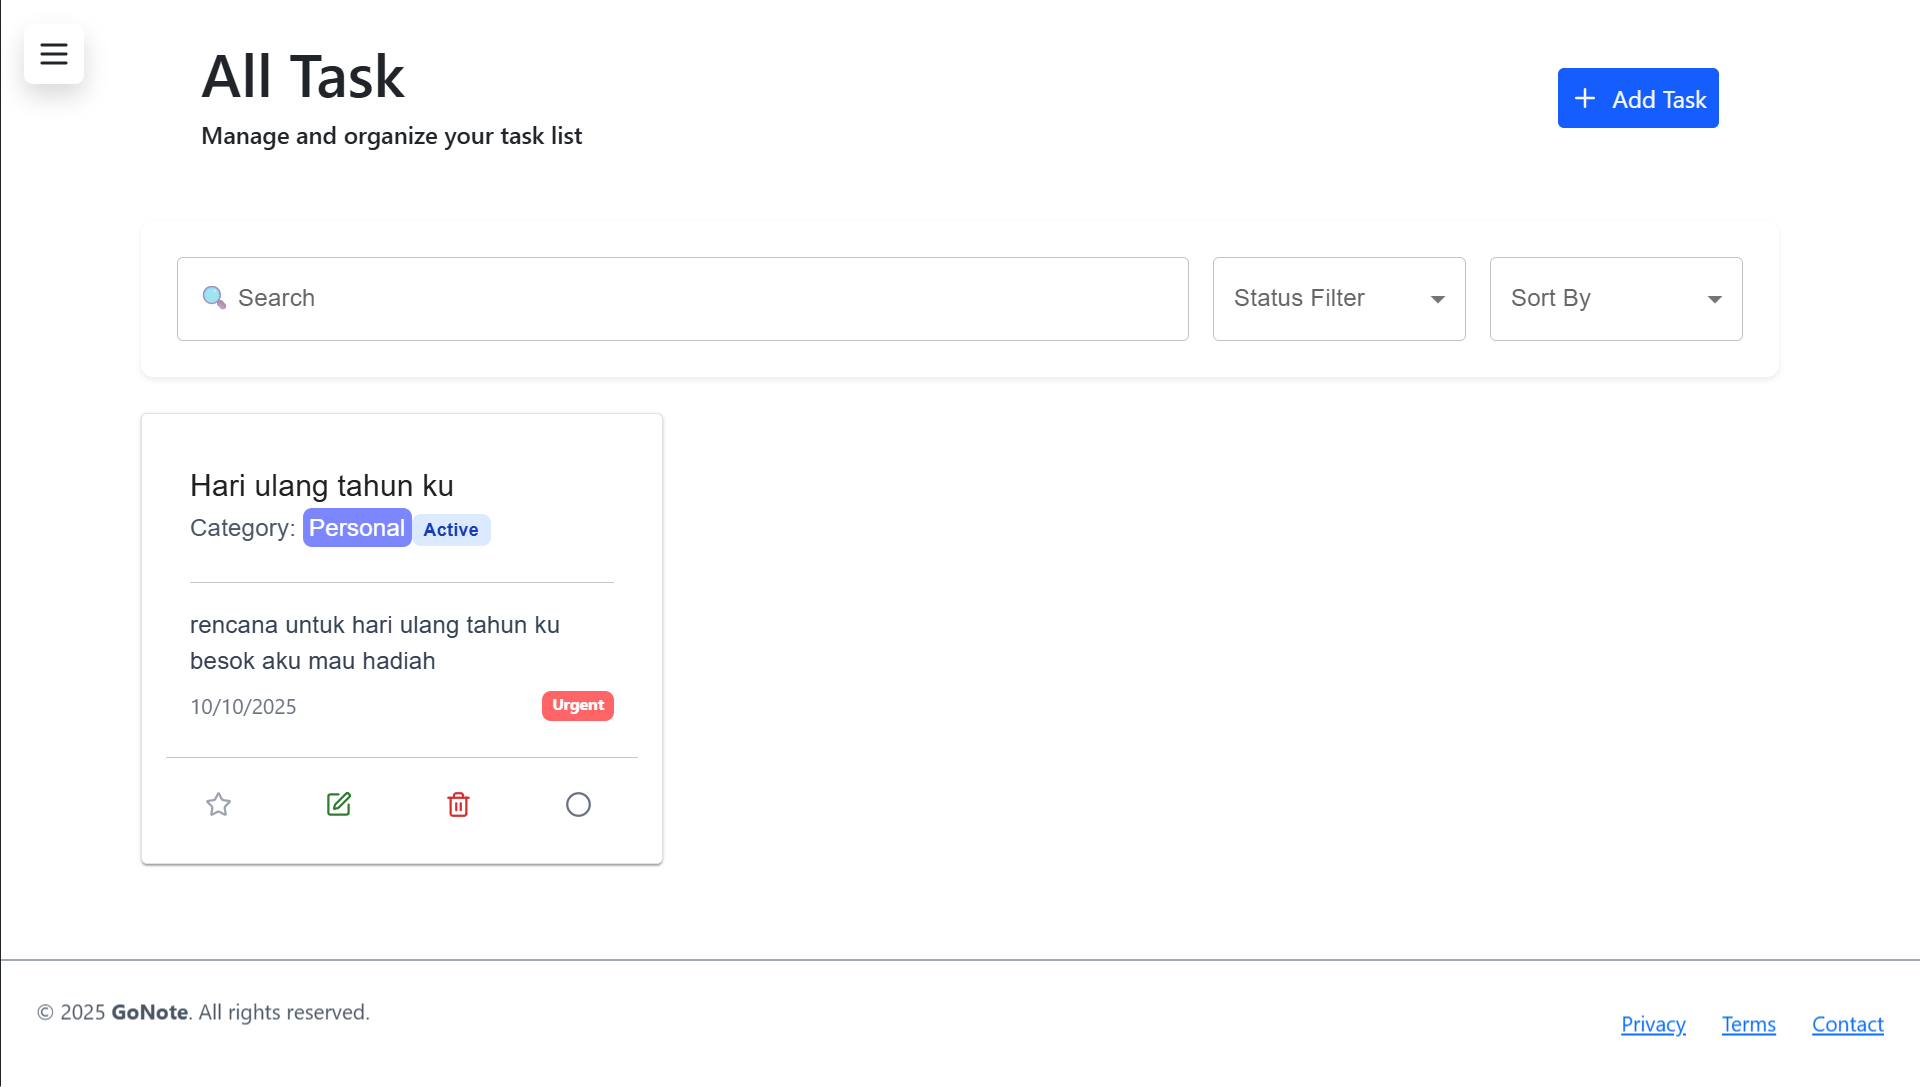 All Task
Manage and organize your task list
Add Task
Search
Status Filter
Sort By
Hari ulang tahun ku
Category: Personal Active
rencana untuk hari ulang tahun ku
besok aku mau hadiah
10/10/2025
Urgent
© 2025 GoNote. All rights reserved.
Privacy
Terms
Contact